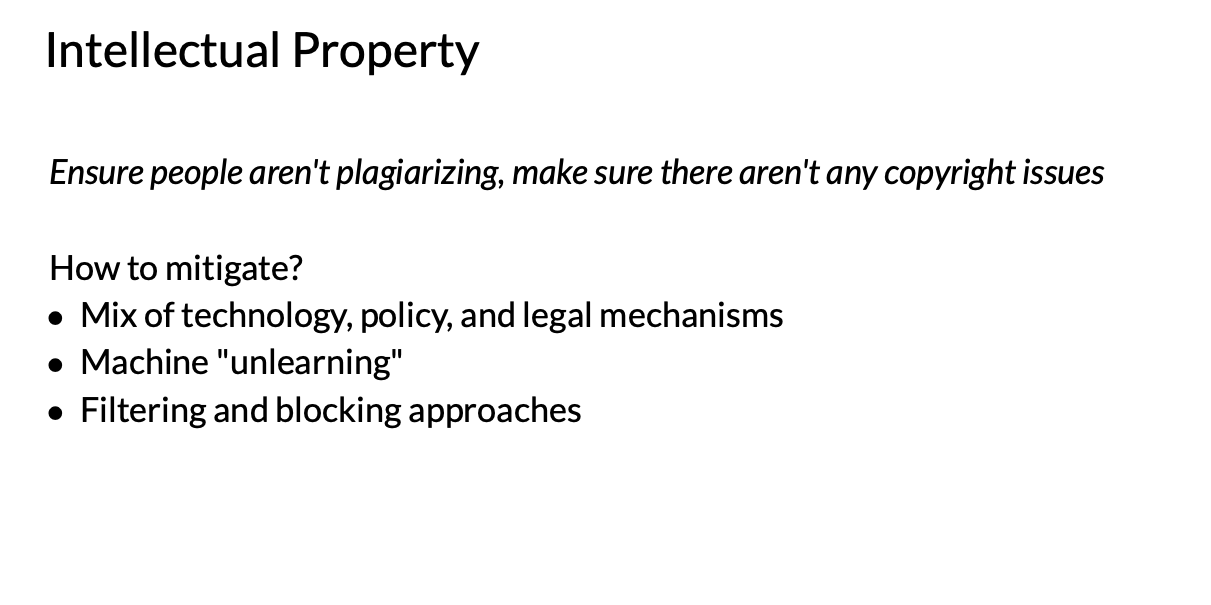 Intellectual Property
Ensure people aren't plagiarizing, make sure there aren't any copyright issues
How to mitigate?
● Mix of technology, policy, and legal mechanisms
● Machine "unlearning"
● Filtering and blocking approaches